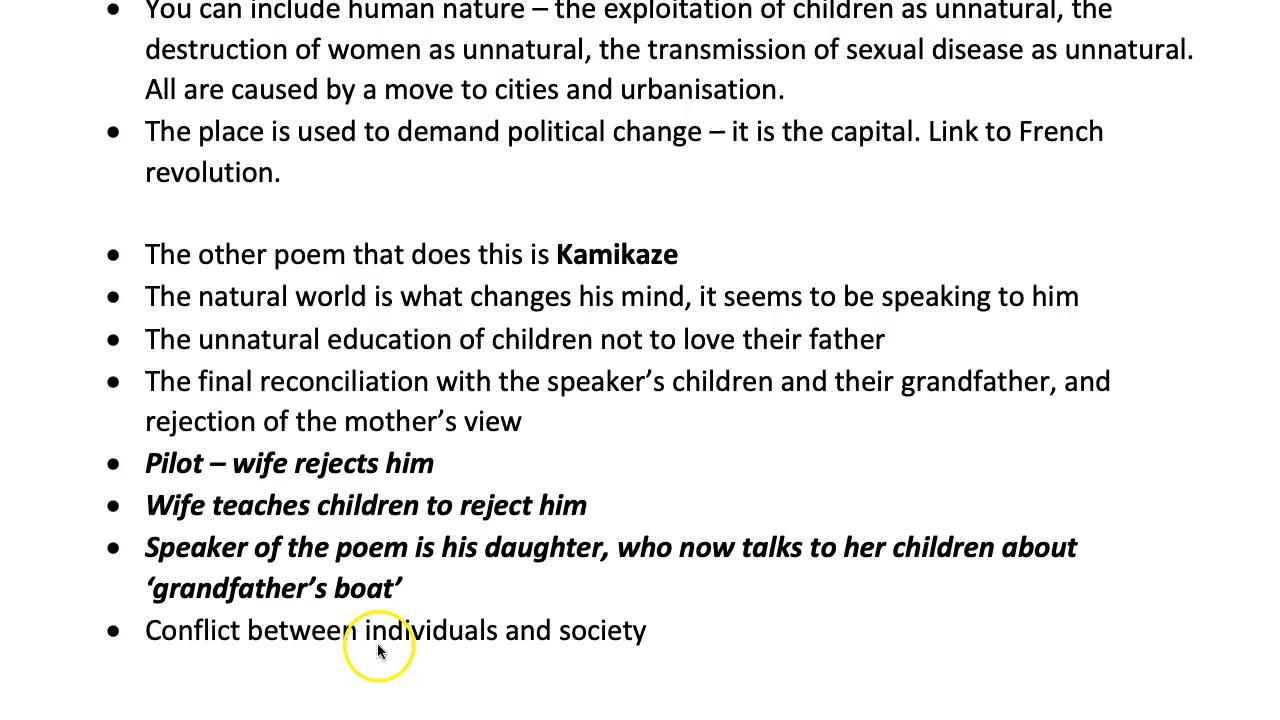 • You can include human nature – the exploitation of children as unnatural, the
destruction of women as unnatural, the transmission of sexual disease as unnatural.
All are caused by a move to cities and urbanisation.
• The place is used to demand political change – it is the capital. Link to French
revolution.
• The other poem that does this is Kamikaze
• The natural world is what changes his mind, it seems to be speaking to him
• The unnatural education of children not to love their father
• The final reconciliation with the speaker’s children and their grandfather, and
rejection of the mother’s view
• Pilot – wife rejects him
• Wife teaches children to reject him
• Speaker of the poem is his daughter, who now talks to her children about
‘grandfather’s boat’
• Conflict between individuals and society